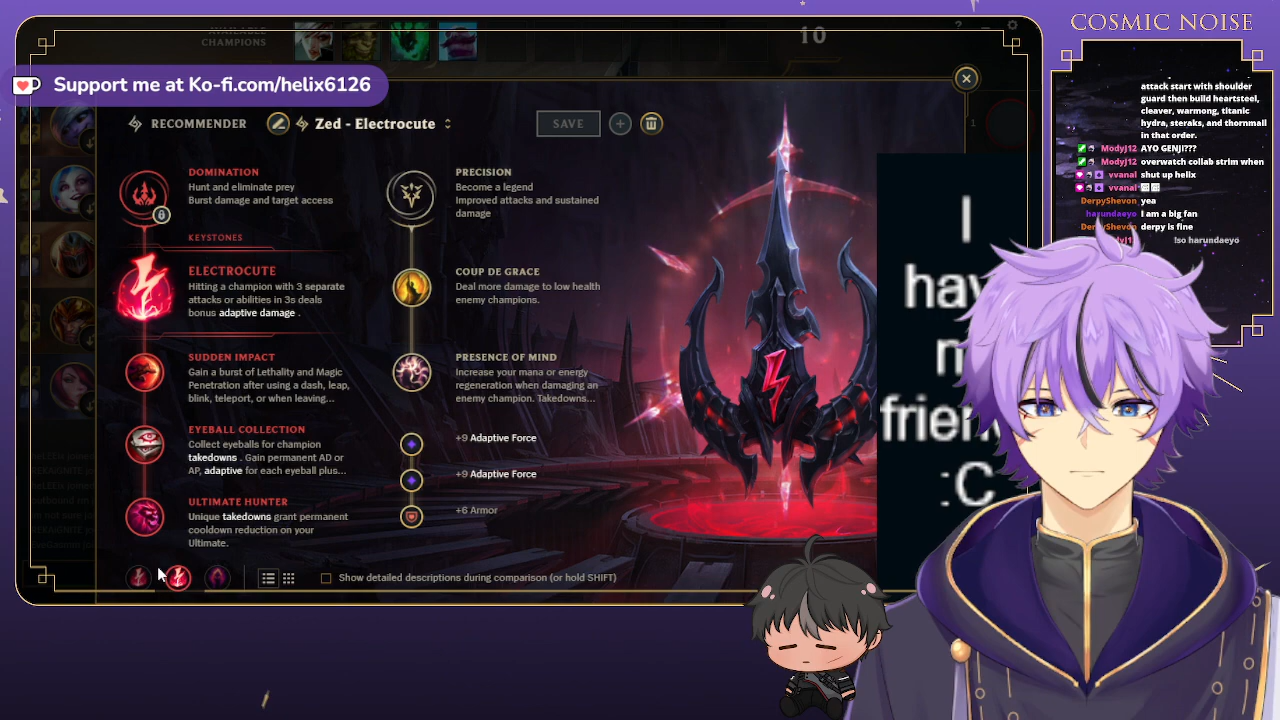 AVAILABLE
CHAMPIONS
10
?
COSMIC NOISE
Support me at Ko-fi.com/helix6126
RECOMMENDER
Zed - Electrocute
SAVE
1
DOMINATION
Hunt and eliminate prey
Burst damage and target access
KEYSTONES
ELECTROCUTE
Hitting a champion with 3 separate
attacks or abilities in 3s deals
bonus adaptive damage .
SUDDEN IMPACT
Gain a burst of Lethality and Magic
Penetration after using a dash, leap,
blink, teleport, or when leaving...
EYEBALL COLLECTION
Collect eyeballs for champion
takedowns . Gain permanent AD or
AP, adaptive for each eyeball plus...
ULTIMATE HUNTER
Unique takedowns grant permanent
cooldown reduction on your
Ultimate.
PRECISION
Become a legend
Improved attacks and sustained
damage
COUP DE GRACE
Deal more damage to low health
enemy champions.
PRESENCE OF MIND
Increase your mana or energy
regeneration when damaging an
enemy champion. Takedowns...
+9 Adaptive Force
+9 Adaptive Force
+6 Armor
Show detailed descriptions during comparison (or hold SHIFT)
I
:C
attack start with shoulder
guard then build heartsteel,
cleaver, warmog, titanic
hydra, steraks, and thornmail
in that order.
ModyJ12 AYO GENJI???
ModyJ12 overwatch collab strim when
vvanal shut up helix
vvanal
DerpyShevon yea
harundaeyo I am a big fan
DerpyShevon derpy is fine
!so harundaeyo